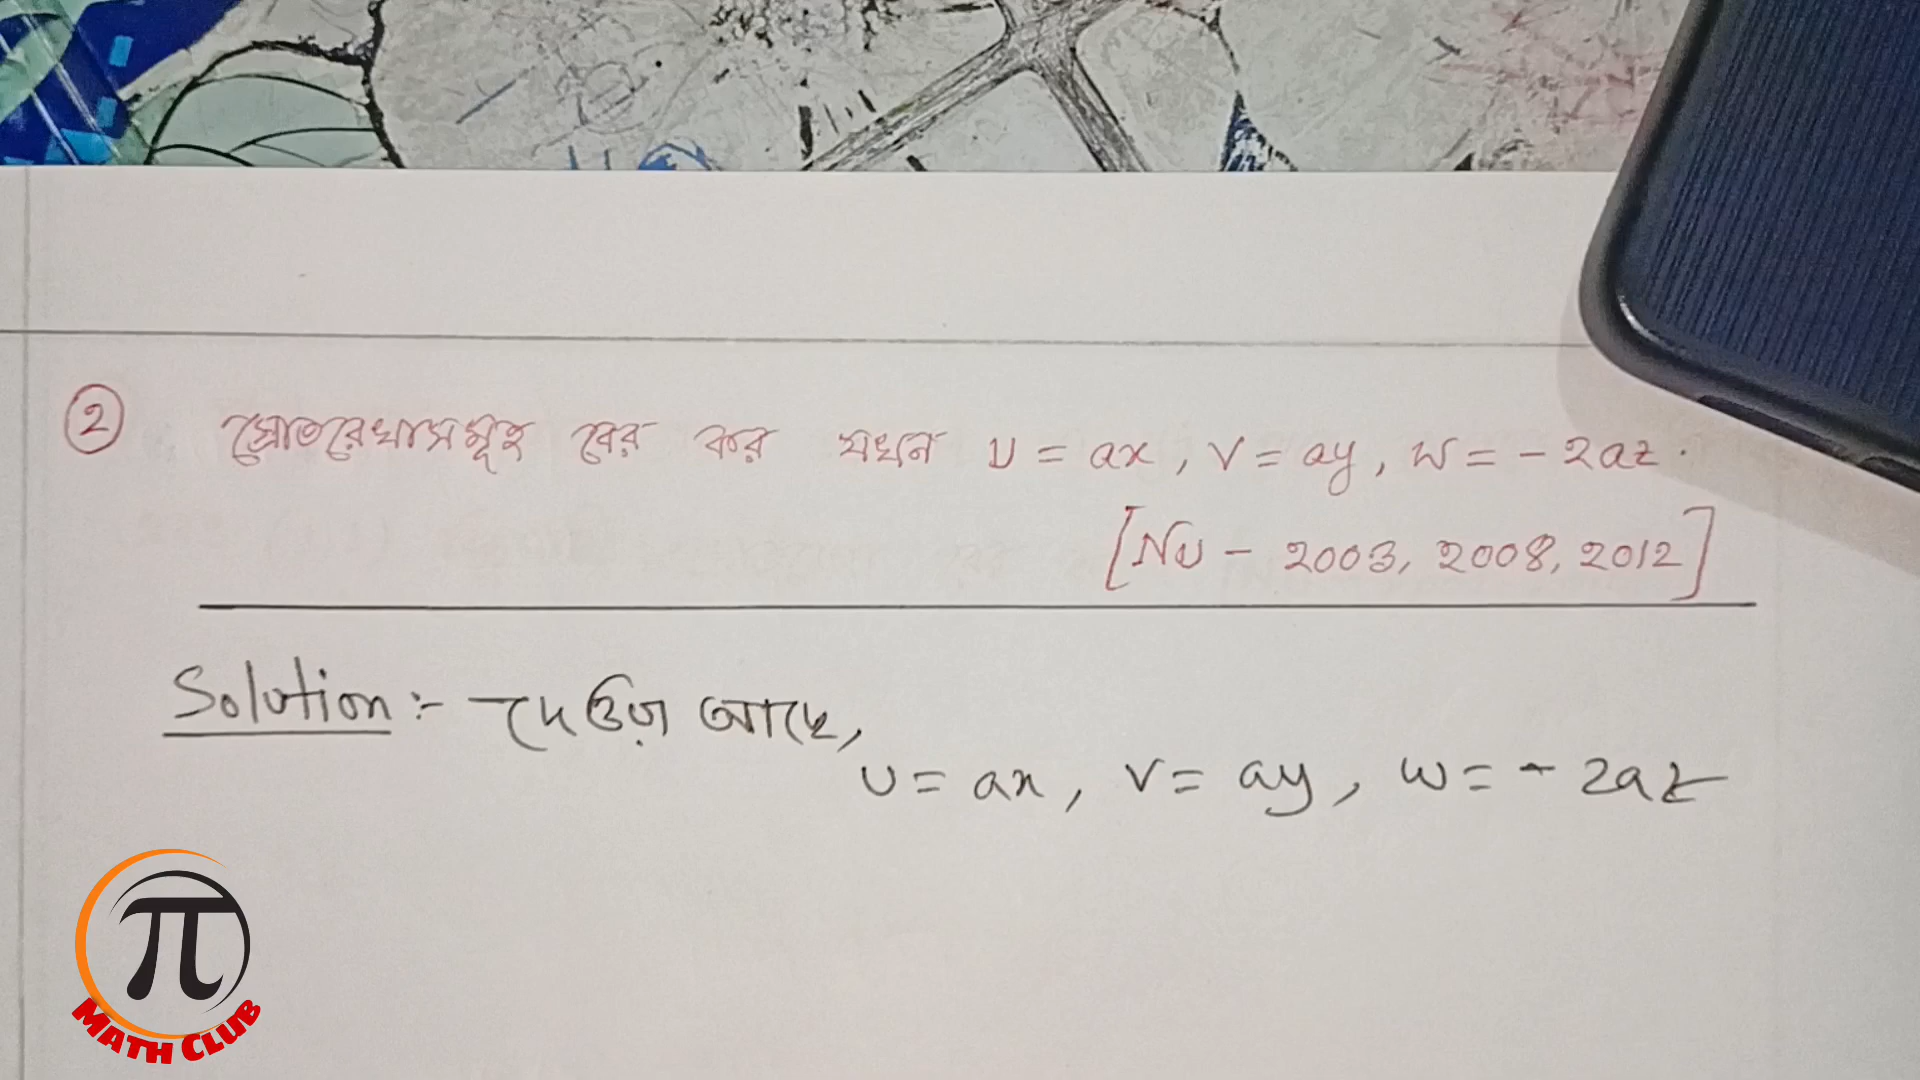 2 স্রোতরেখাসমূহ বের কর যখন u = ax, v = ay, w = - 2az.
[NU - 2003, 2008, 2012]
Solution :- দেওয়া আছে,
u = ax, v = ay, w = - 2az
π
MATH CLUB